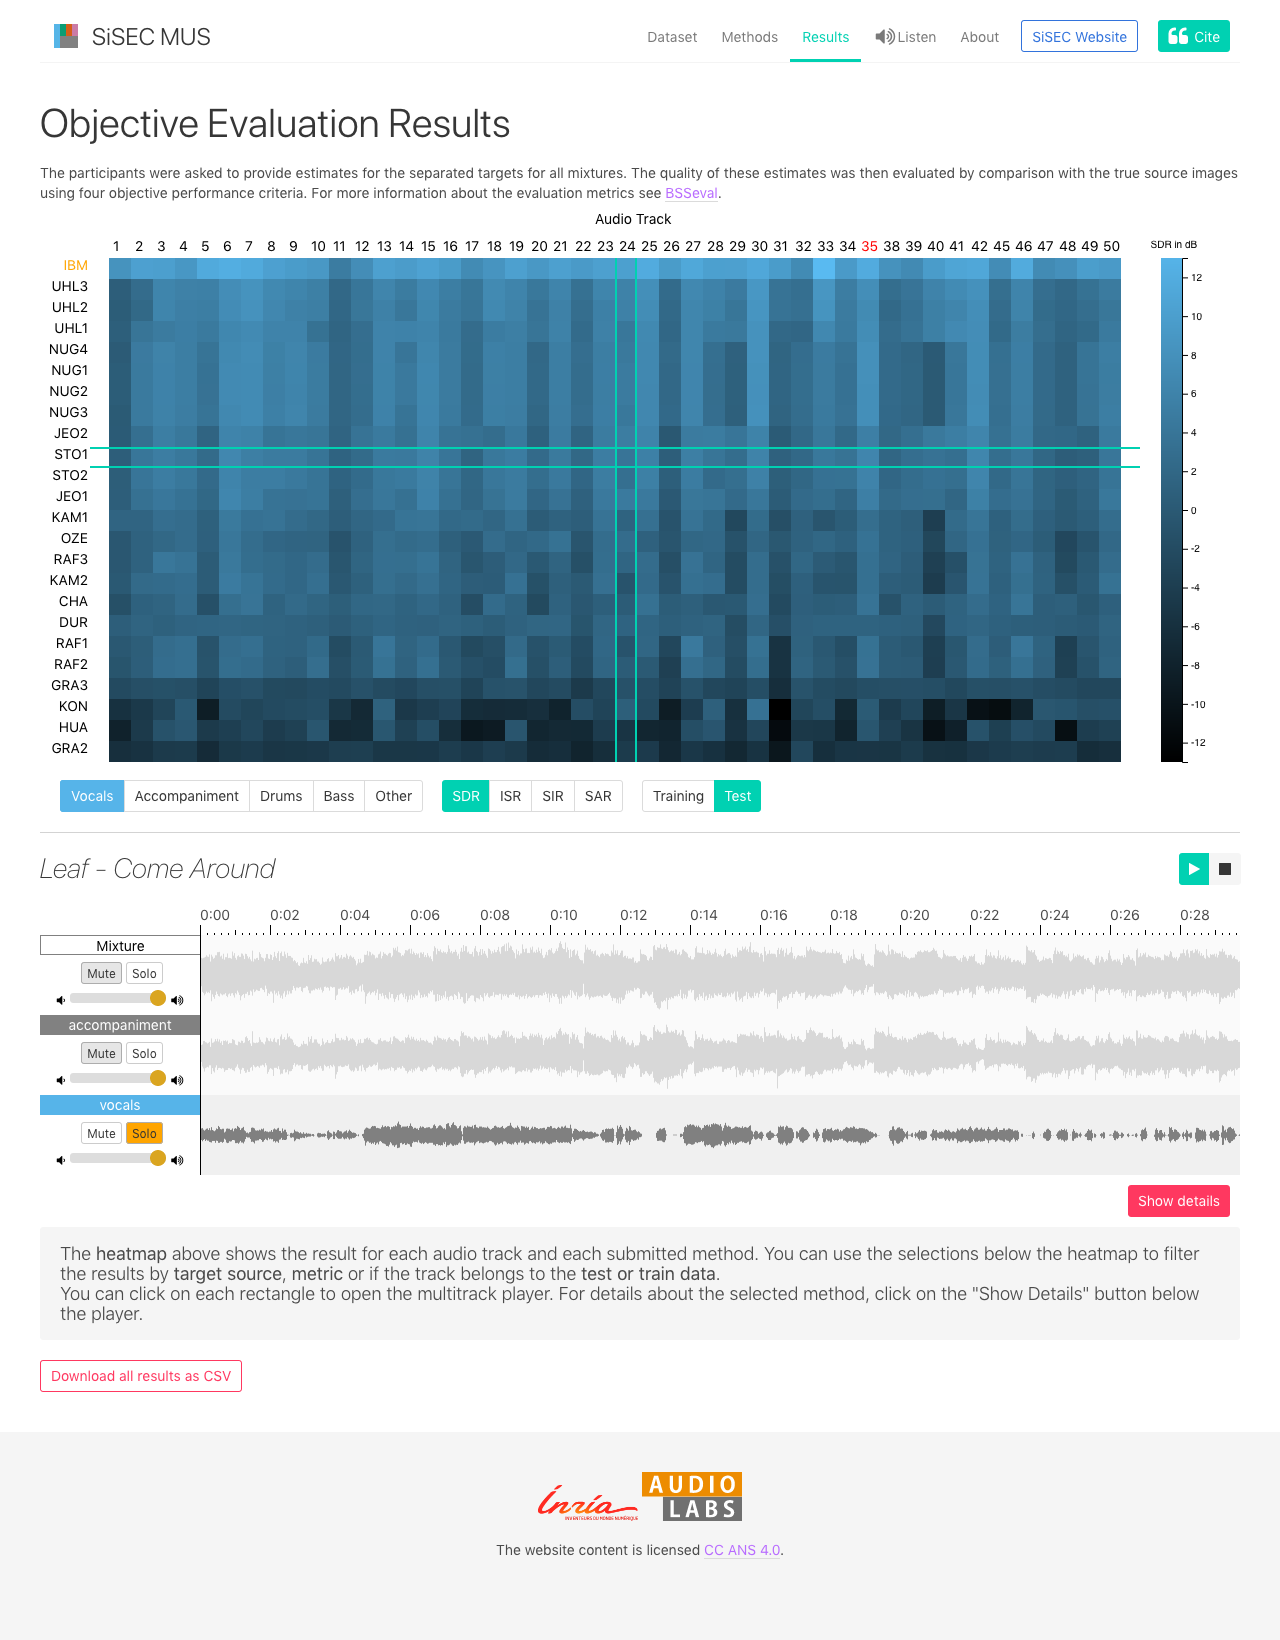 SiSEC MUS
Dataset Methods Results Listen About SiSEC Website Cite
Objective Evaluation Results
The participants were asked to provide estimates for the separated targets for all mixtures. The quality of these estimates was then evaluated by comparison with the true source images
using four objective performance criteria. For more information about the evaluation metrics see BSSeval.
Audio Track
1 2 3 4 5 6 7 8 9 10 11 12 13 14 15 16 17 18 19 20 21 22 23 24 25 26 27 28 29 30 31 32 33 34 35 38 39 40 41 42 45 46 47 48 49 50
SDR in dB
IBM
UHL3
UHL2
UHL1
NUG4
NUG1
NUG2
NUG3
JEO2
STO1
STO2
JEO1
KAM1
OZE
RAF3
KAM2
CHA
DUR
RAF1
RAF2
GRA3
KON
HUA
GRA2
12
10
8
6
4
2
0
-2
-4
-6
-8
-10
-12
Vocals Accompaniment Drums Bass Other SDR ISR SIR SAR Training Test
Leaf - Come Around
0:00 0:02 0:04 0:06 0:08 0:10 0:12 0:14 0:16 0:18 0:20 0:22 0:24 0:26 0:28
Mixture
Mute Solo
accompaniment
Mute Solo
vocals
Mute Solo
Show details
The heatmap above shows the result for each audio track and each submitted method. You can use the selections below the heatmap to filter
the results by target source, metric or if the track belongs to the test or train data.
You can click on each rectangle to open the multitrack player. For details about the selected method, click on the "Show Details" button below
the player.
Download all results as CSV
Inria
INVENTEURS DU MONDE NUMÉRIQUE
AUDIO
LABS
The website content is licensed CC ANS 4.0.